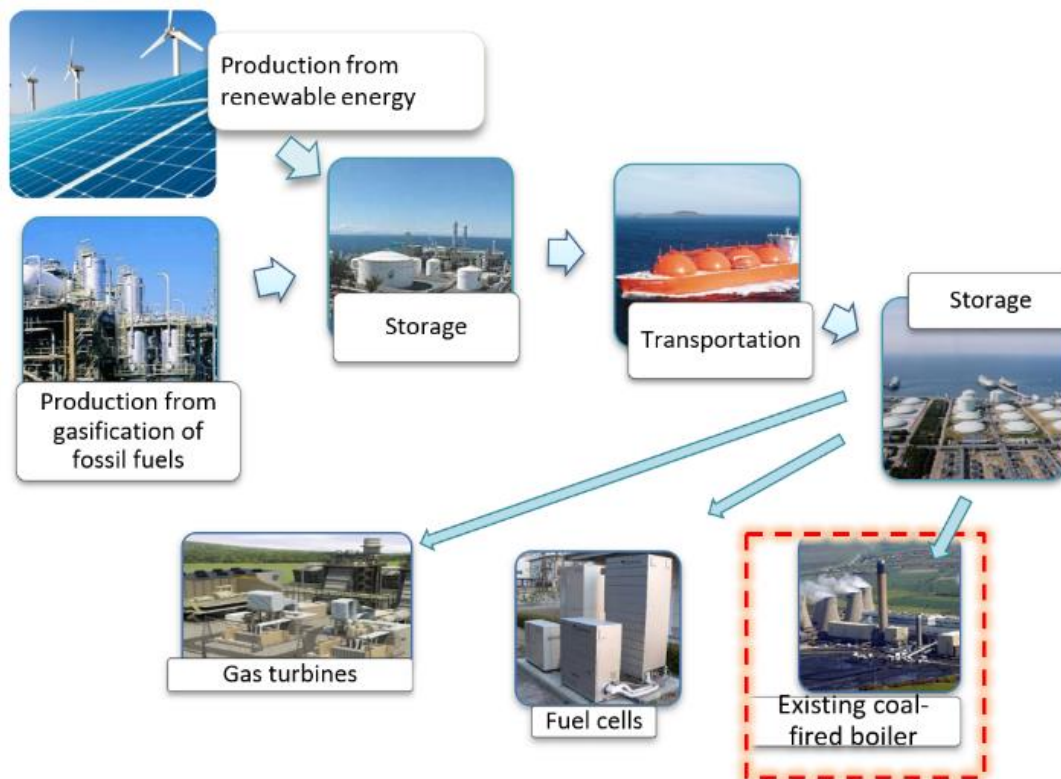 Production from
renewable energy
Storage
Transportation
Storage
Production from
gasification of
fossil fuels
Gas turbines
Fuel cells
Existing coal-
fired boiler